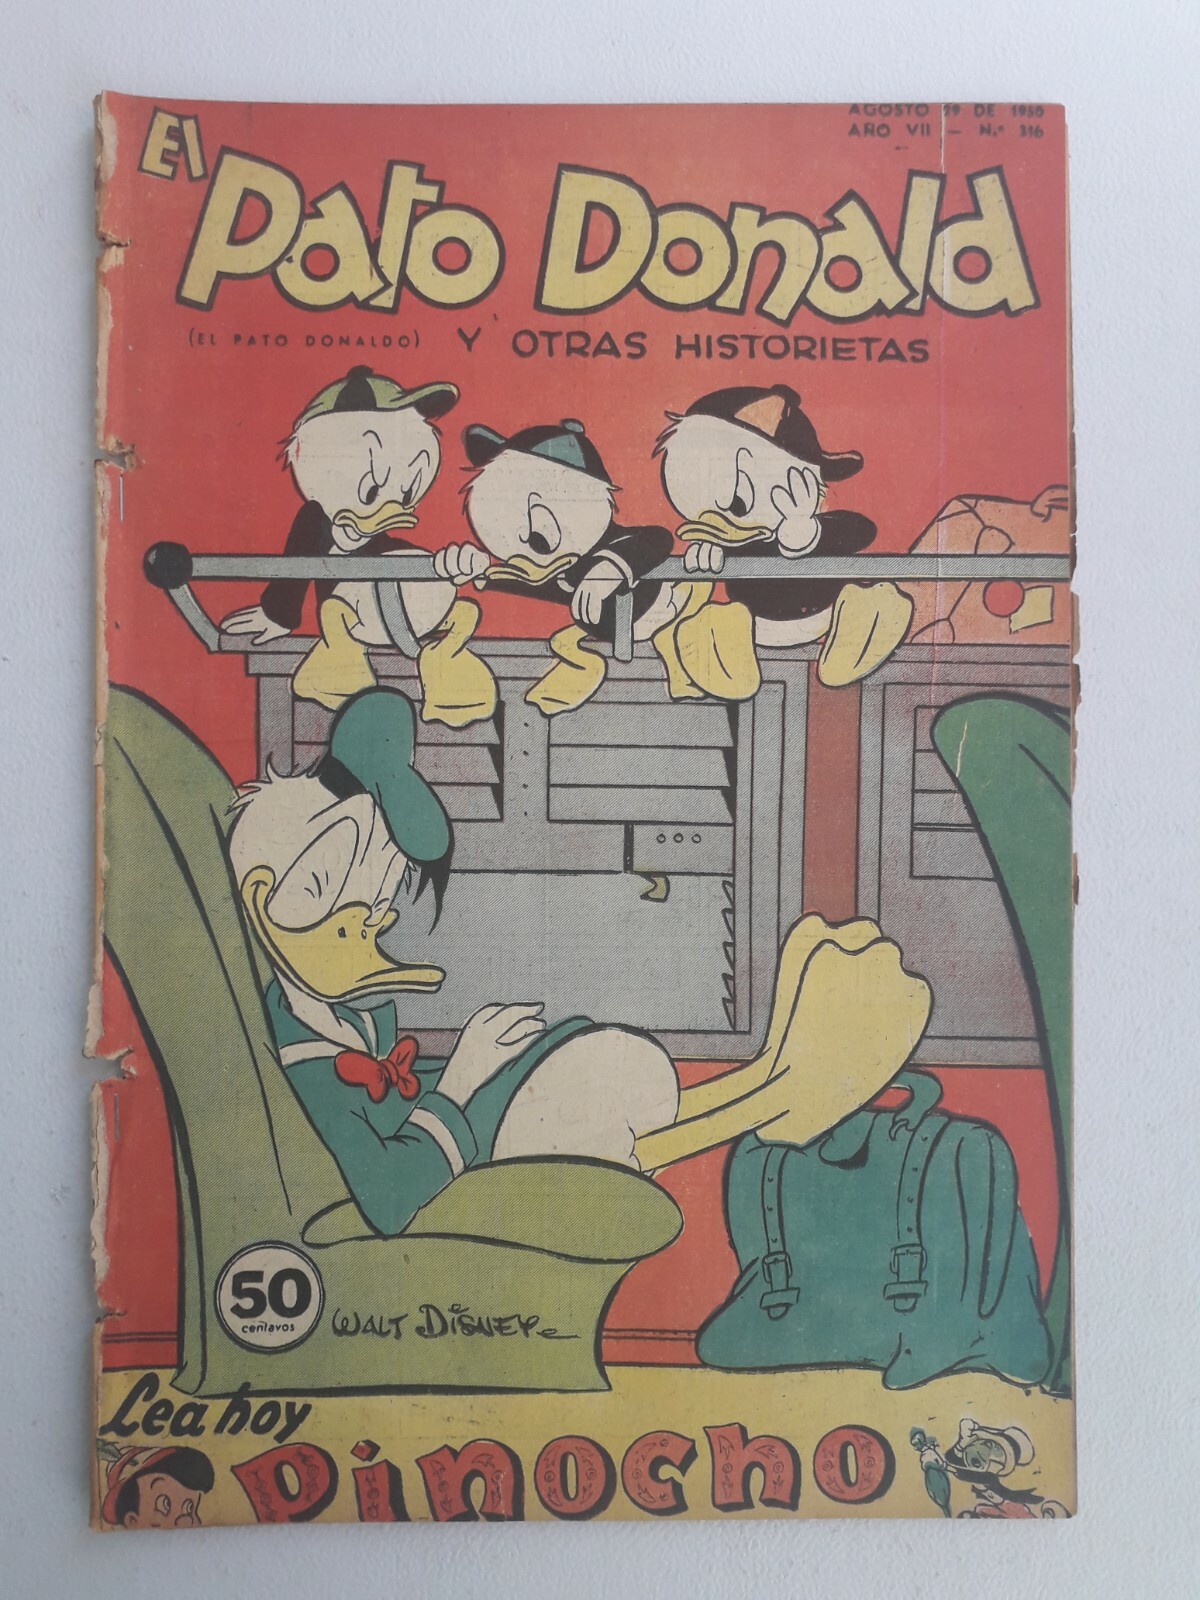 AGOSTO 29 DE 1950
AÑO VII — N.º 316
El Pato Donald
(EL PATO DONALDO) Y OTRAS HISTORIETAS
50
centavos
WALT DISNEY
Lea hoy
Pinocho